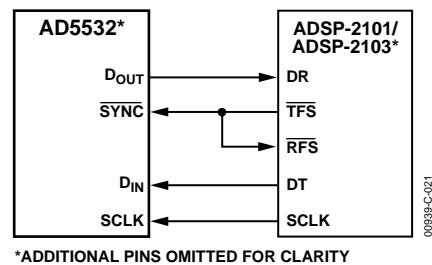 AD5532*
ADSP-2101/
ADSP-2103*
DOUT
DR
SYNC
TFS
RFS
DIN
DT
SCLK
SCLK
00939-C-021
*ADDITIONAL PINS OMITTED FOR CLARITY